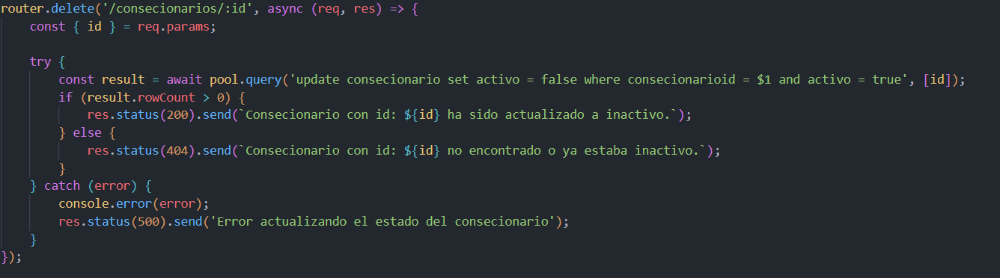 router.delete('/consecionarios/:id', async (req, res) => {
    const { id } = req.params;
    try {
        const result = await pool.query('update consecionario set activo = false where consecionarioid = $1 and activo = true', [id]);
        if (result.rowCount > 0) {
            res.status(200).send(`Consecionario con id: ${id} ha sido actualizado a inactivo.`);
        } else {
            res.status(404).send(`Consecionario con id: ${id} no encontrado o ya estaba inactivo.`);
        }
    } catch (error) {
        console.error(error);
        res.status(500).send('Error actualizando el estado del consecionario');
    }
});